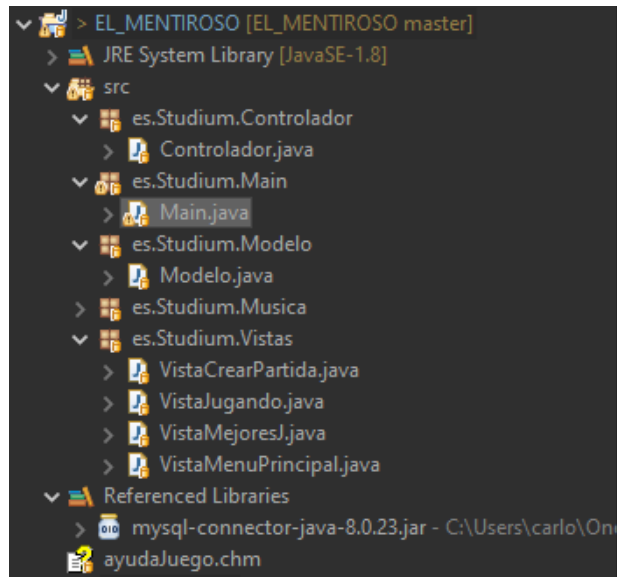 > EL_MENTIROSO [EL_MENTIROSO master]
JRE System Library [JavaSE-1.8]
src
es.Studium.Controlador
Controlador.java
es.Studium.Main
Main.java
es.Studium.Modelo
Modelo.java
es.Studium.Musica
es.Studium.Vistas
VistaCrearPartida.java
VistaJugando.java
VistaMejoresJ.java
VistaMenuPrincipal.java
Referenced Libraries
mysql-connector-java-8.0.23.jar - C:\Users\carlo\One
ayudaJuego.chm